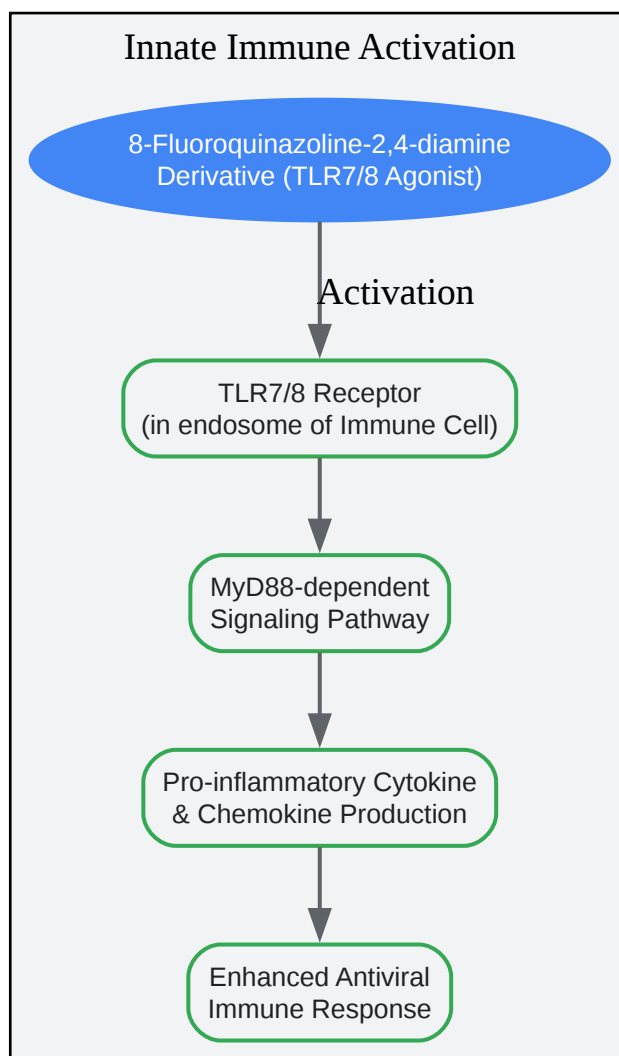 Innate Immune Activation
8-Fluoroquinazoline-2,4-diamine
Derivative (TLR7/8 Agonist)
Activation
TLR7/8 Receptor
(in endosome of Immune Cell)
MyD88-dependent
Signaling Pathway
Pro-inflammatory Cytokine
& Chemokine Production
Enhanced Antiviral
Immune Response